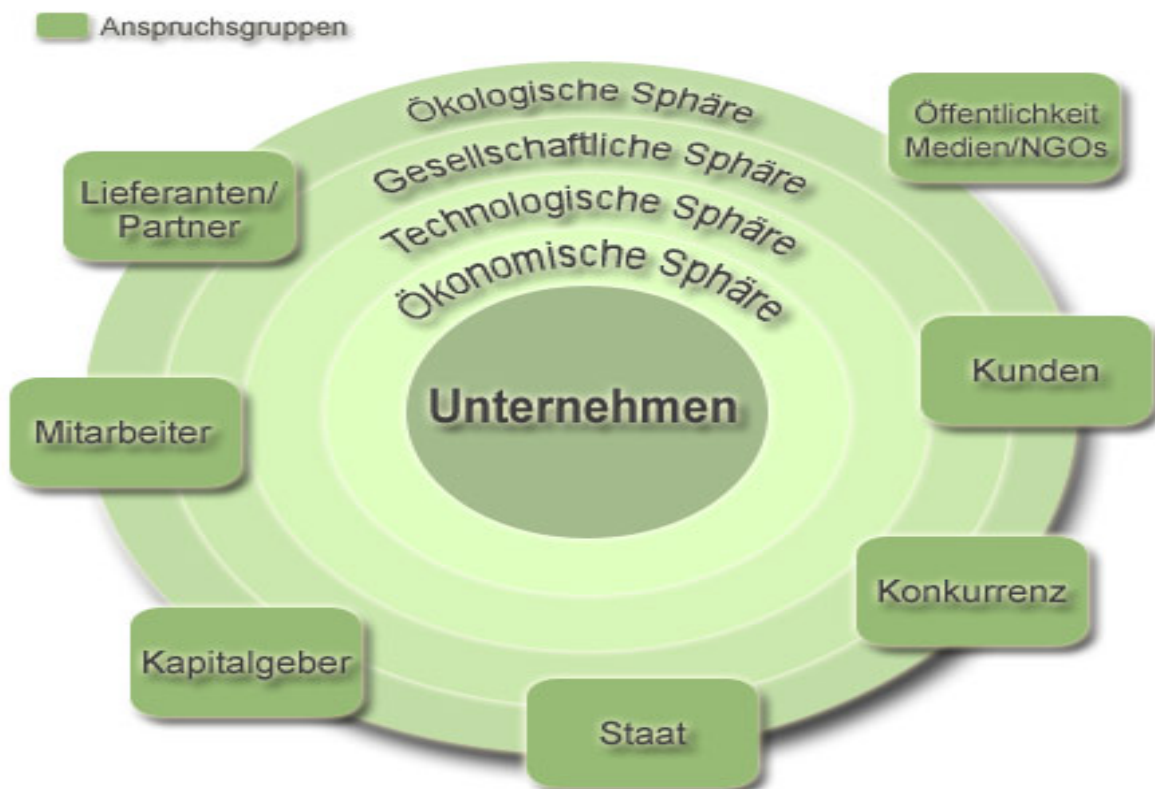 Anspruchsgruppen
Ökologische Sphäre
Gesellschaftliche Sphäre
Technologische Sphäre
Ökonomische Sphäre
Unternehmen
Öffentlichkeit
Medien/NGOs
Lieferanten/
Partner
Kunden
Mitarbeiter
Konkurrenz
Kapitalgeber
Staat